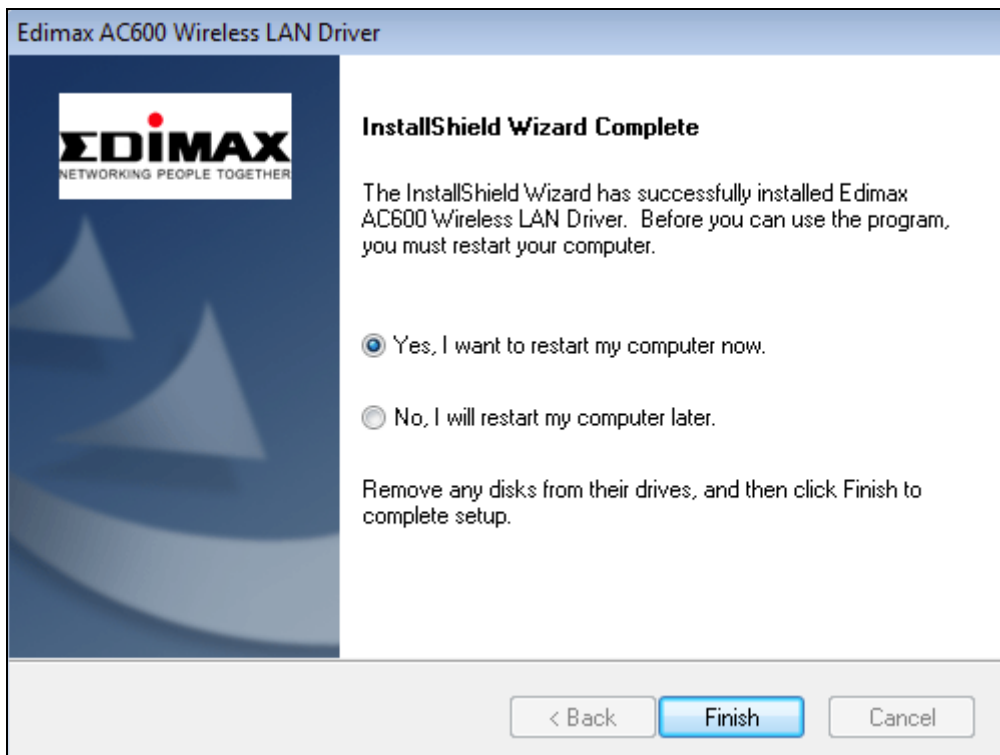 Edimax AC600 Wireless LAN Driver
EDIMAX
NETWORKING PEOPLE TOGETHER
InstallShield Wizard Complete
The InstallShield Wizard has successfully installed Edimax
AC600 Wireless LAN Driver. Before you can use the program,
you must restart your computer.
Yes, I want to restart my computer now.
No, I will restart my computer later.
Remove any disks from their drives, and then click Finish to
complete setup.
< Back
Finish
Cancel